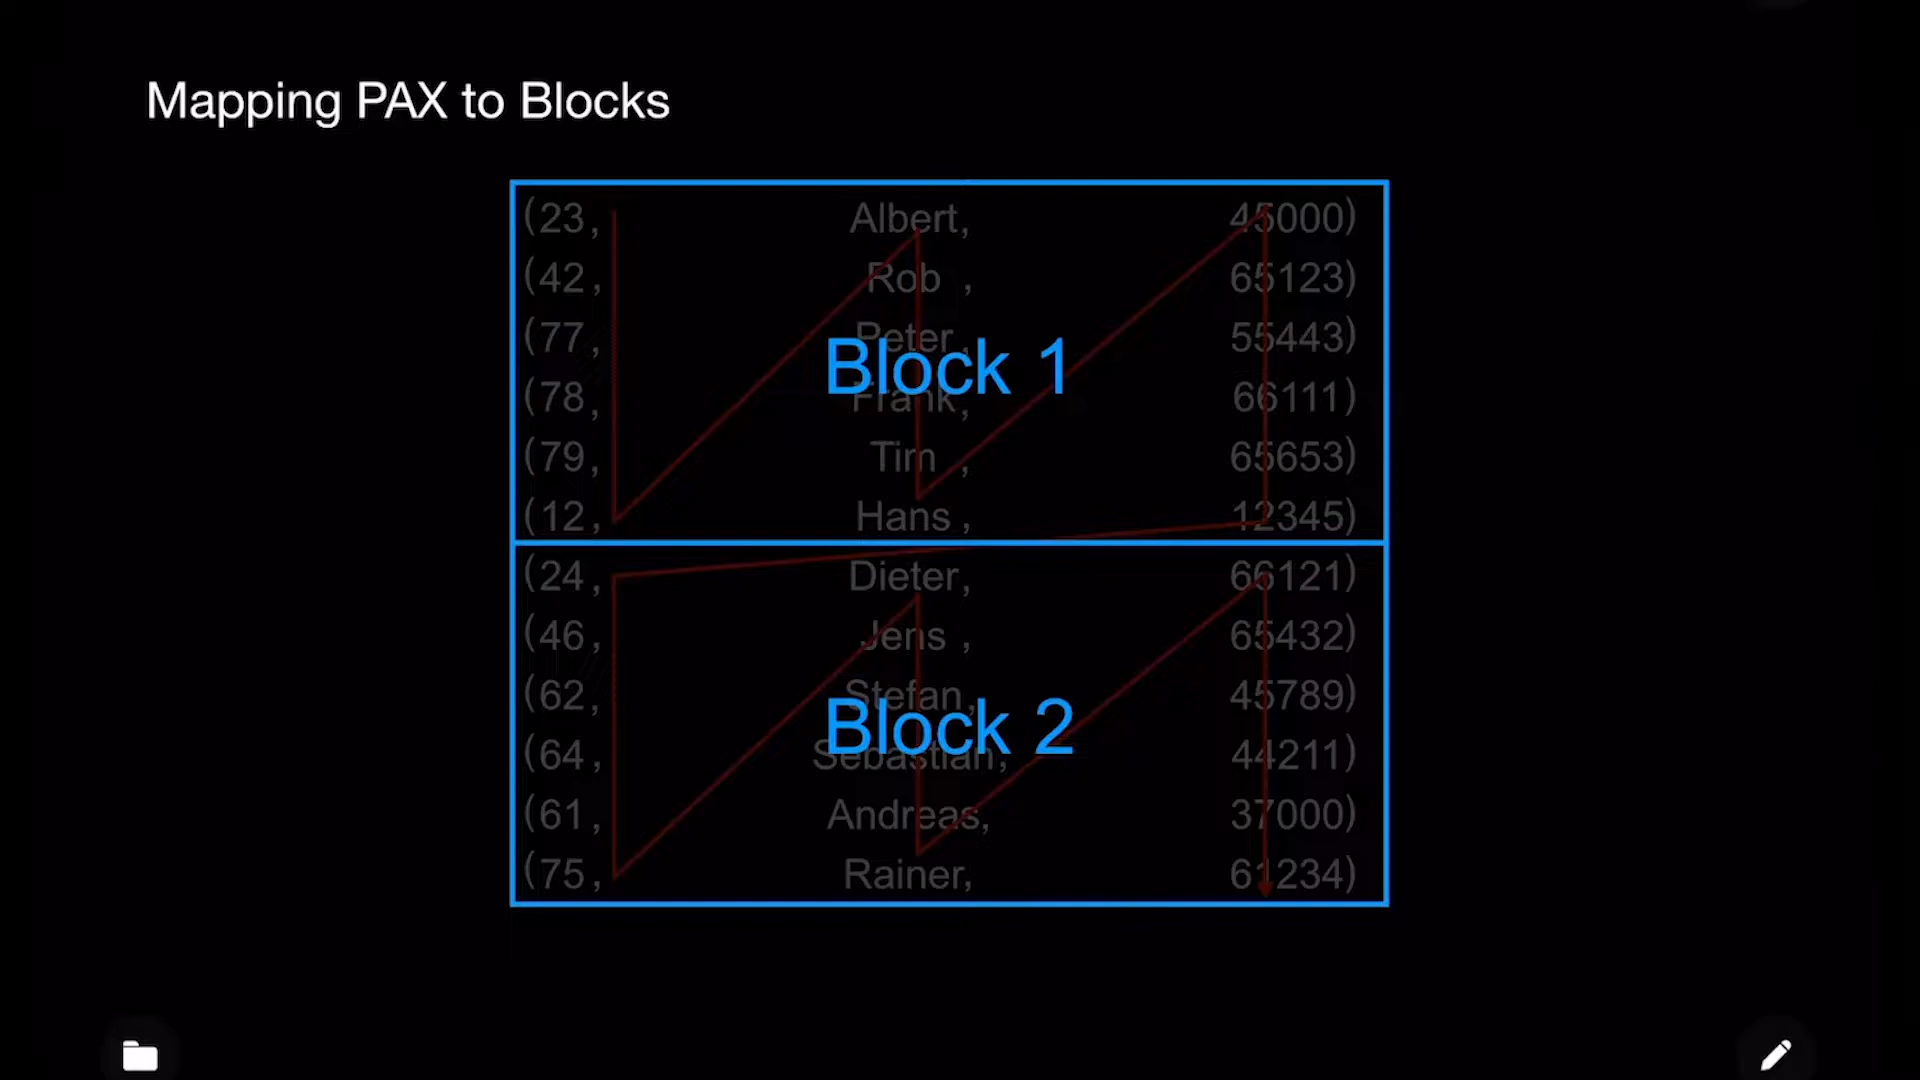 Mapping PAX to Blocks
(23, Albert, 45000)
(42, Rob , 65123)
(77, Peter, 55443)
Block 1
(78, Frank, 66111)
(79, Tim , 65653)
(12, Hans , 12345)
(24, Dieter, 66121)
(46, Jens , 65432)
(62, Stefan, 45789)
Block 2
(64, Sebastian, 44211)
(61, Andreas, 37000)
(75, Rainer, 61234)